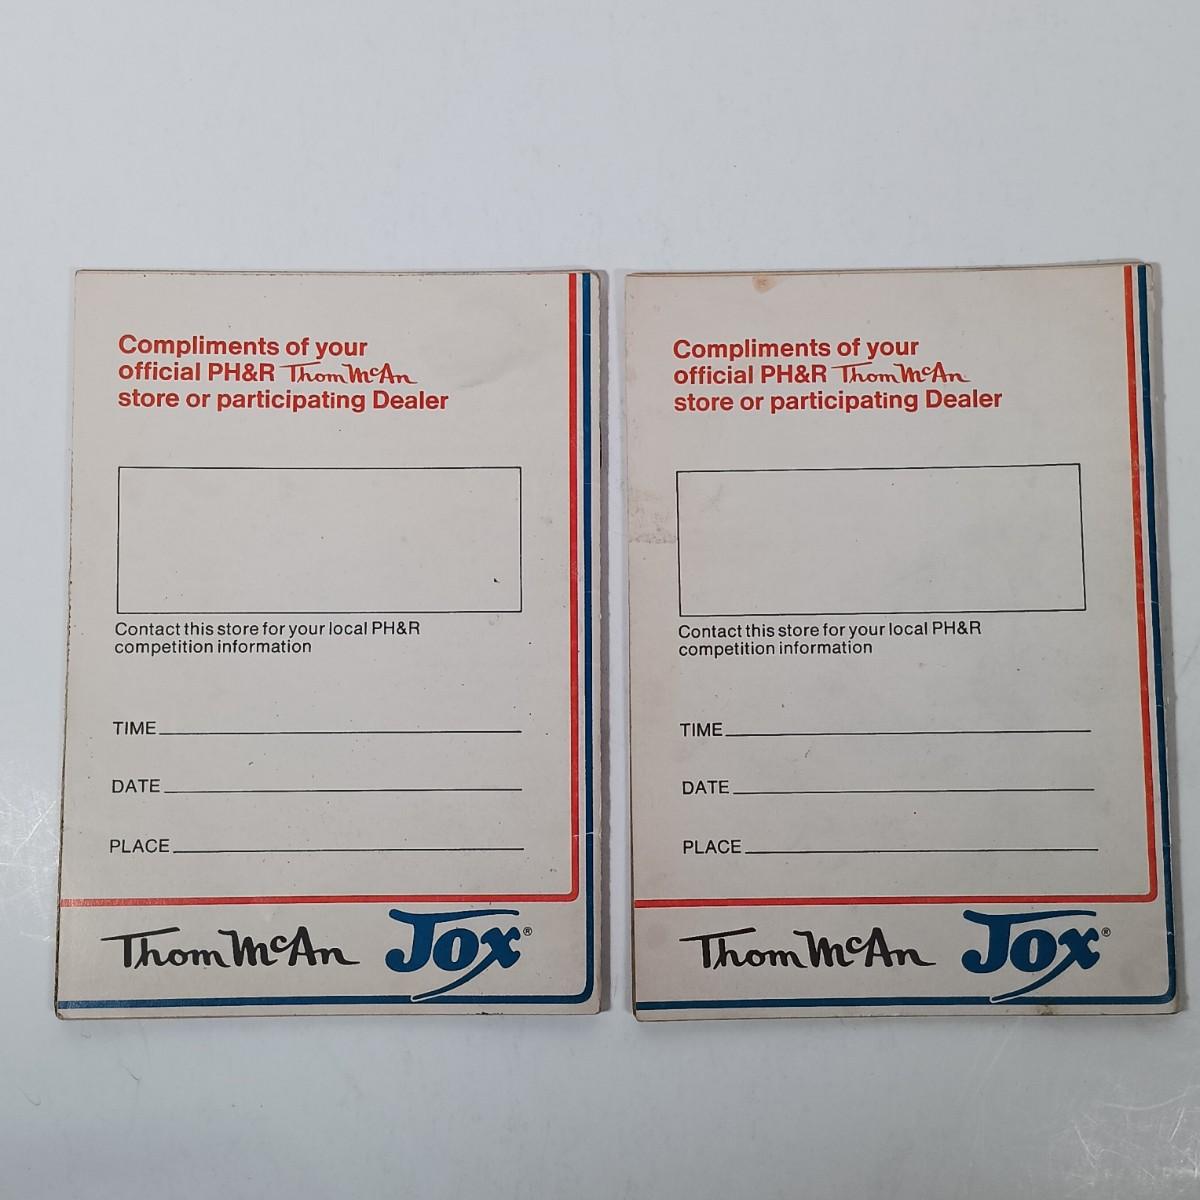 Compliments of your
official PH&R Thom McAn
store or participating Dealer
Contact this store for your local PH&R
competition information
TIME
DATE
PLACE
Thom McAn Jox®
Compliments of your
official PH&R Thom McAn
store or participating Dealer
Contact this store for your local PH&R
competition information
TIME
DATE
PLACE
Thom McAn Jox®